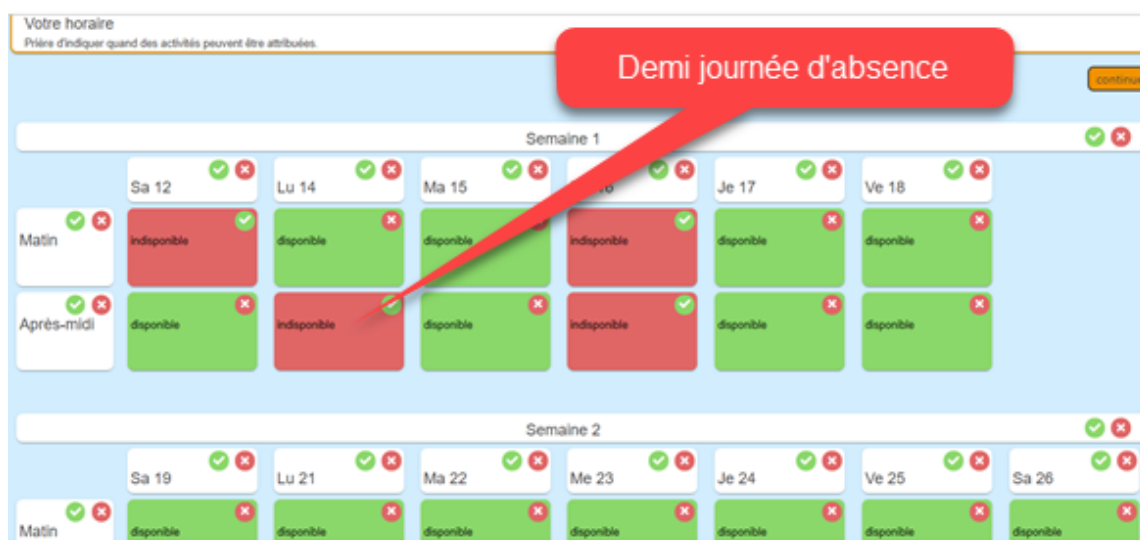 Votre horaire
Prière d'indiquer quand des activités peuvent être attribuées.
Demi journée d'absence
continue
Semaine 1
Sa 12 Lu 14 Ma 15 16 Je 17 Ve 18
Matin indisponible disponible disponible indisponible disponible disponible
Après-midi disponible indisponible disponible indisponible disponible disponible
Semaine 2
Sa 19 Lu 21 Ma 22 Me 23 Je 24 Ve 25 Sa 26
Matin disponible disponible disponible disponible disponible disponible disponible